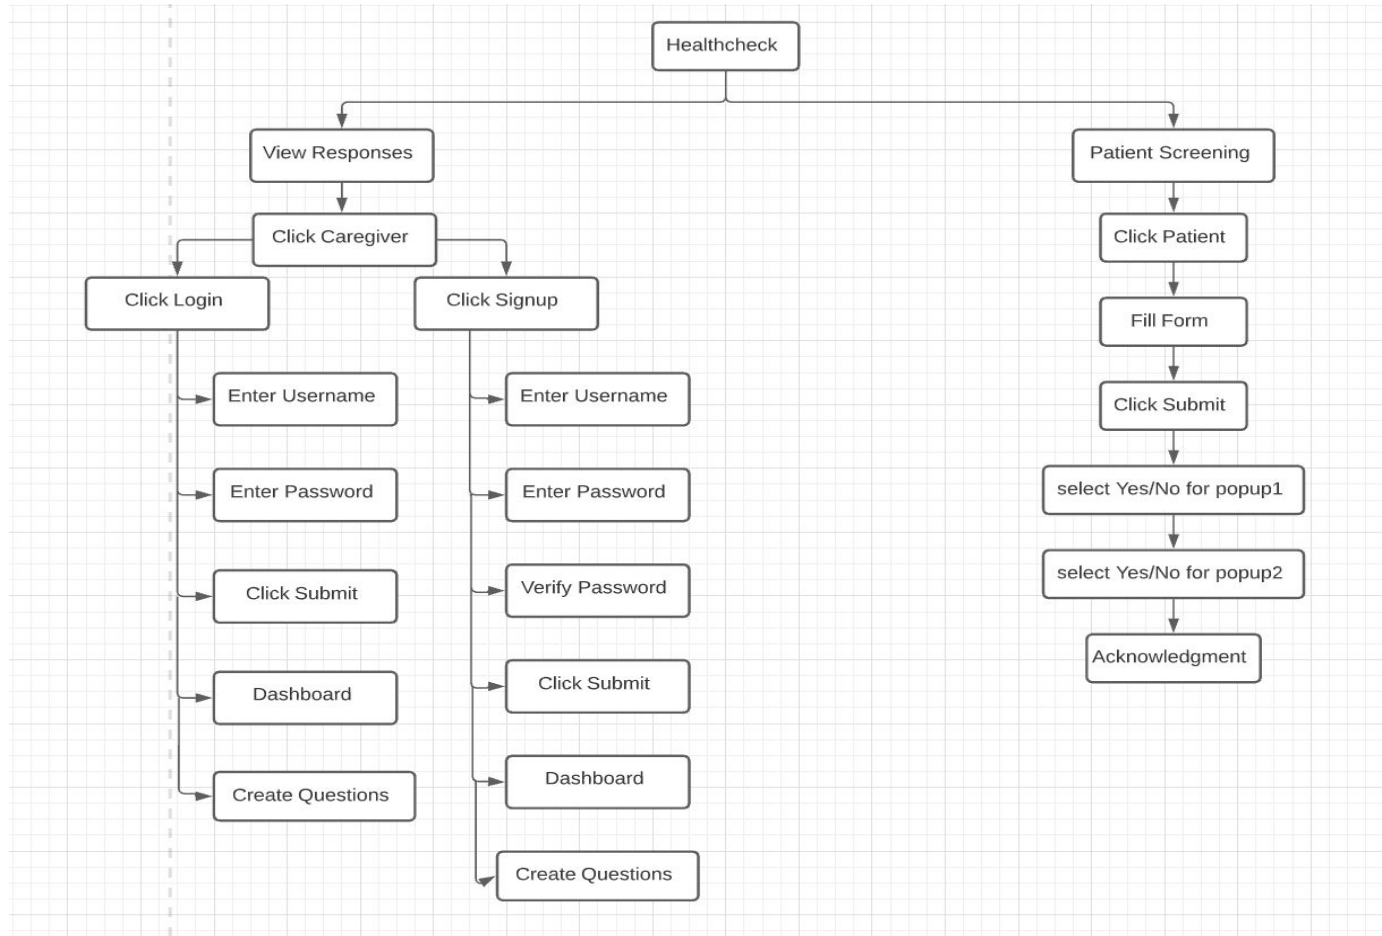 Healthcheck
View Responses
Patient Screening
Click Caregiver
Click Patient
Click Login
Click Signup
Fill Form
Enter Username
Enter Username
Click Submit
Enter Password
Enter Password
select Yes/No for popup1
Click Submit
Verify Password
select Yes/No for popup2
Dashboard
Click Submit
Acknowledgment
Create Questions
Dashboard
Create Questions